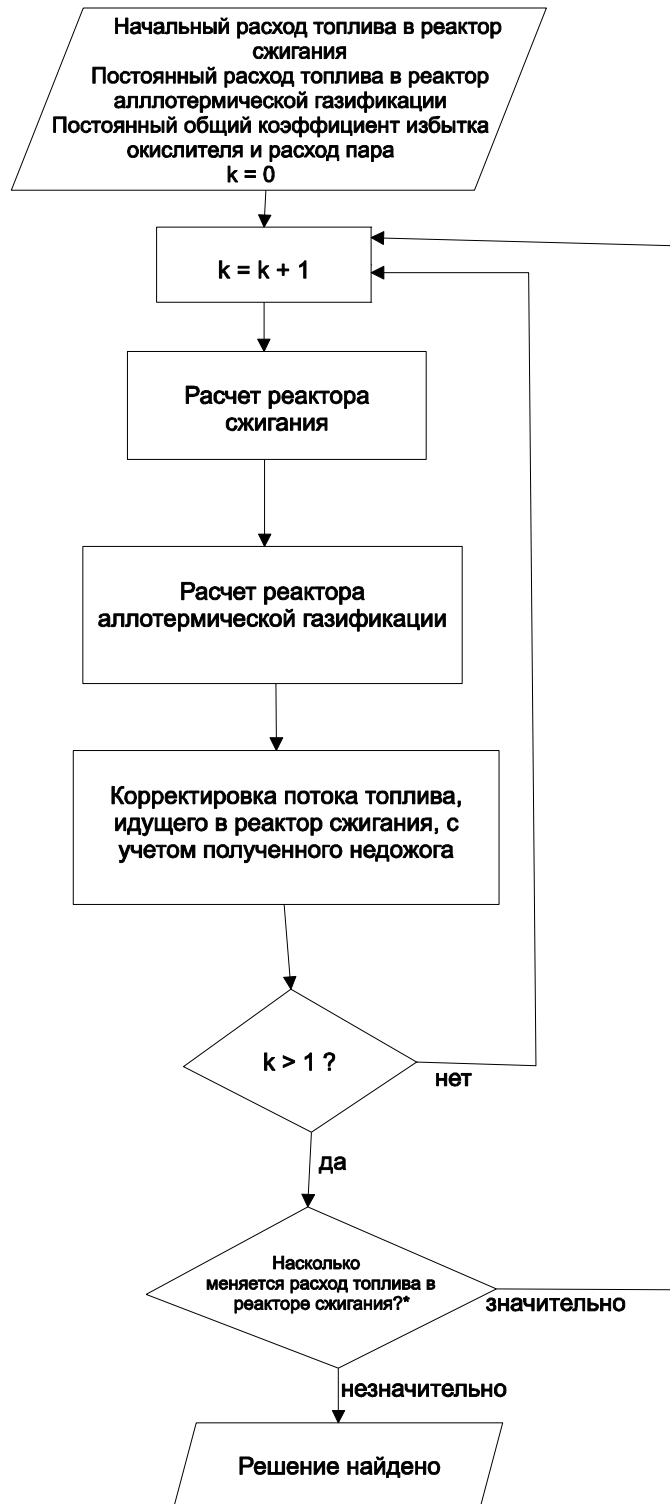 Начальный расход топлива в реактор
сжигания
Постоянный расход топлива в реактор
алллотермической газификации
Постоянный общий коэффициент избытка
окислителя и расход пара
k = 0
k = k + 1
Расчет реактора
сжигания
Расчет реактора
аллотермической газификации
Корректировка потока топлива,
идущего в реактор сжигания, с
учетом полученного недожога
k > 1 ?
нет
да
Насколько
меняется расход топлива в
реакторе сжигания?*
значительно
незначительно
Решение найдено